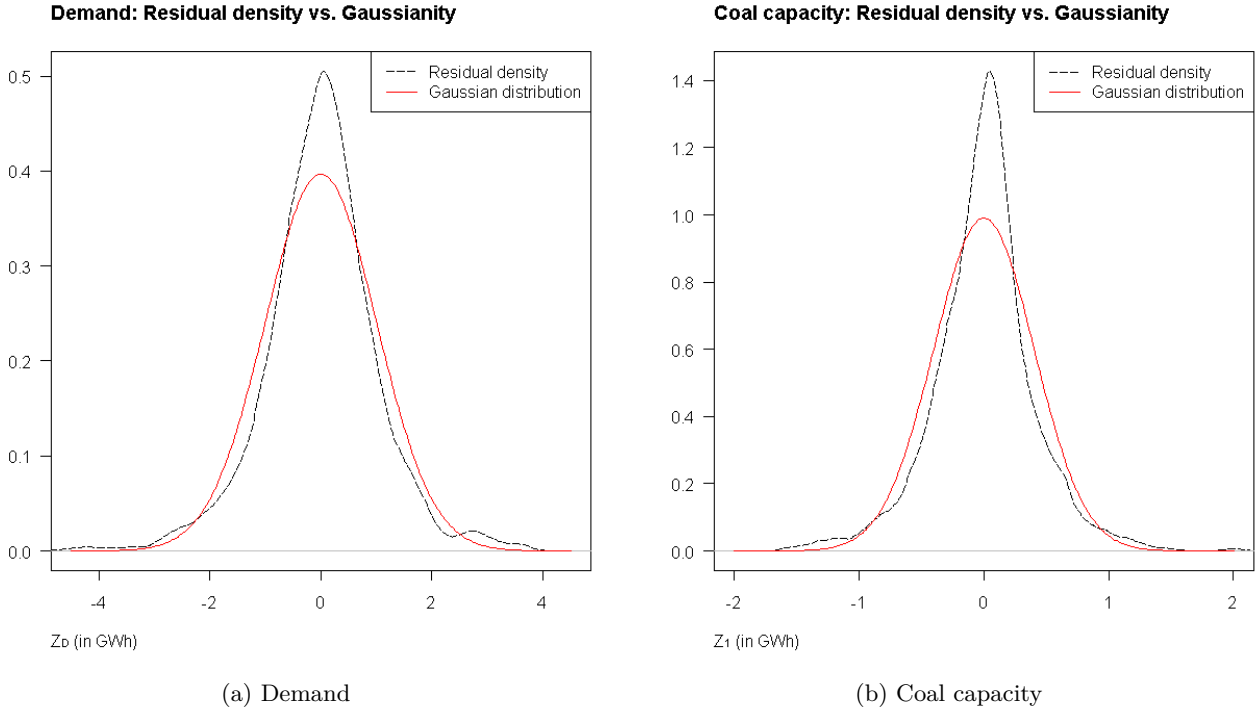 Demand: Residual density vs. Gaussianity
Residual density
Gaussian distribution
0.5
0.4
0.3
0.2
0.1
0.0
-4
-2
0
2
4
ZD (in GWh)
(a) Demand
Coal capacity: Residual density vs. Gaussianity
Residual density
Gaussian distribution
1.4
1.2
1.0
0.8
0.6
0.4
0.2
0.0
-2
-1
0
1
2
Z1 (in GWh)
(b) Coal capacity